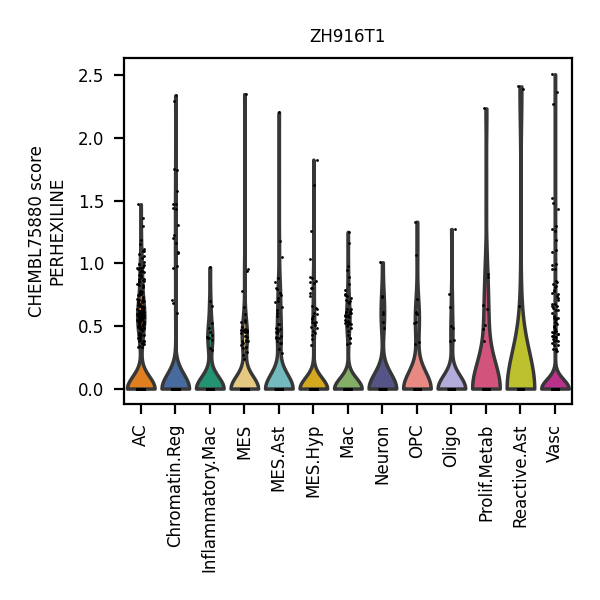 ZH916T1
CHEMBL75880 score
PERHEXILINE
2.5
2.0
1.5
1.0
0.5
0.0
AC
Chromatin.Reg
Inflammatory.Mac
MES
MES.Ast
MES.Hyp
Mac
Neuron
OPC
Oligo
Prolif.Metab
Reactive.Ast
Vasc